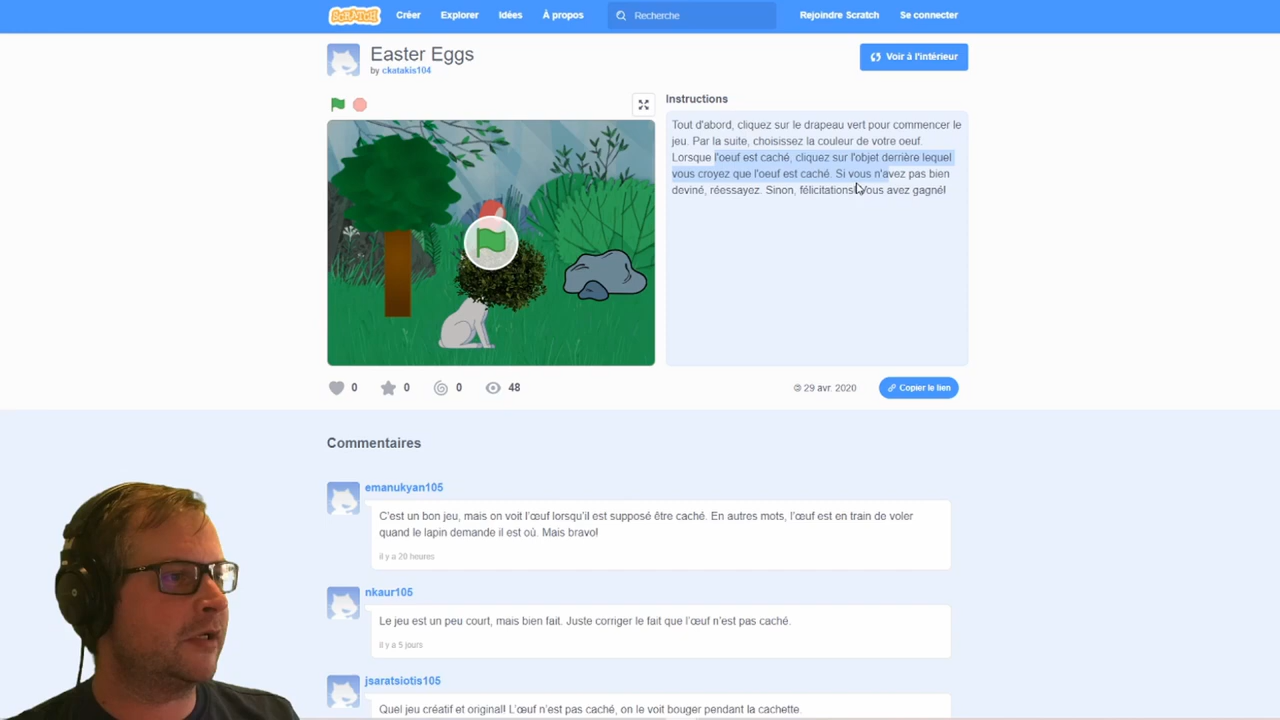 SCRATCH
Créer
Explorer
Idées
À propos
Recherche
Rejoindre Scratch
Se connecter
Easter Eggs
by ckatakis104
Voir à l'intérieur
Instructions
Tout d'abord, cliquez sur le drapeau vert pour commencer le
jeu. Par la suite, choisissez la couleur de votre oeuf.
Lorsque l'oeuf est caché, cliquez sur l'objet derrière lequel
vous croyez que l'oeuf est caché. Si vous n'avez pas bien
deviné, réessayez. Sinon, félicitations! Vous avez gagné!
0
0
0
48
© 29 avr. 2020
Copier le lien
Commentaires
emanukyan105
C'est un bon jeu, mais on voit l'œuf lorsqu'il est supposé être caché. En autres mots, l'œuf est en train de voler
quand le lapin demande il est où. Mais bravo!
il y a 20 heures
nkaur105
Le jeu est un peu court, mais bien fait. Juste corriger le fait que l'œuf n'est pas caché.
il y a 5 jours
jsaratsiotis105
Quel jeu créatif et original! L'œuf n'est pas caché, on le voit bouger pendant la cachette.